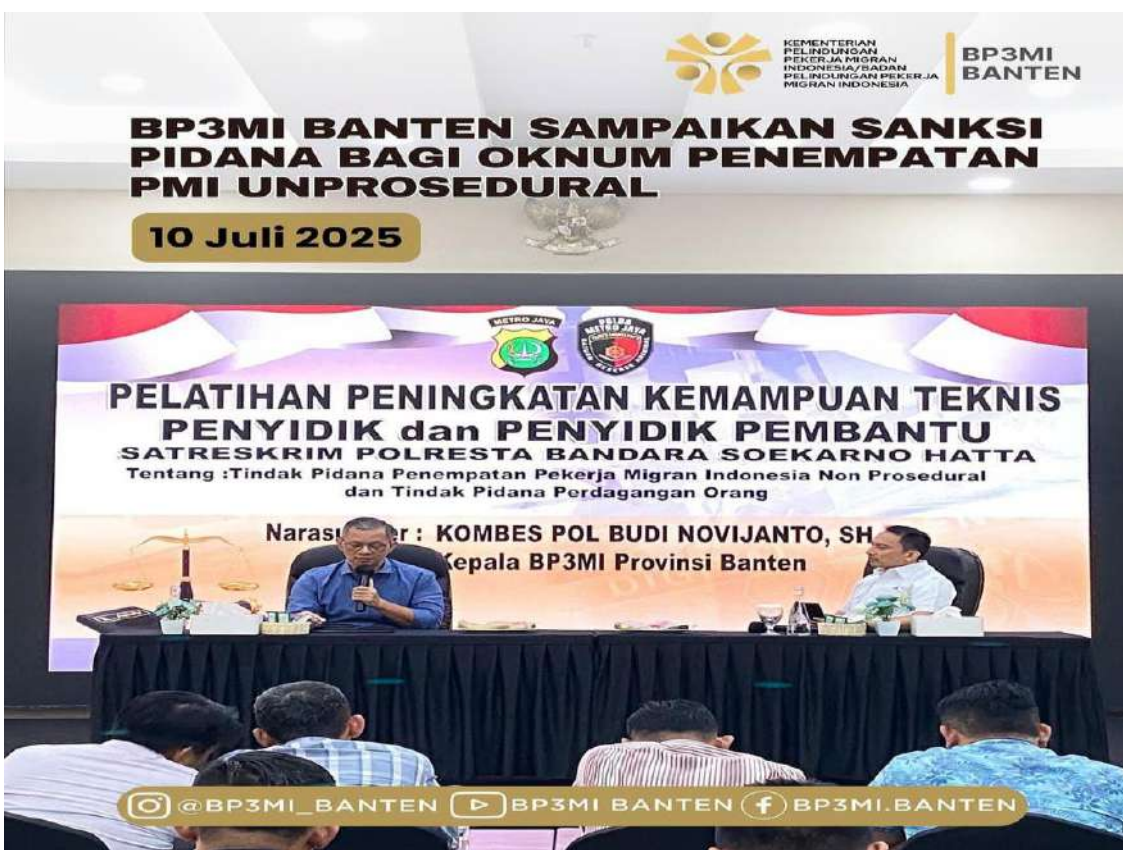 KEMENTERIAN
PELINDUNGAN
PEKERJA MIGRAN
INDONESIA/BADAN
PELINDUNGAN PEKERJA
MIGRAN INDONESIA
BP3MI
BANTEN
BP3MI BANTEN SAMPAIKAN SANKSI
PIDANA BAGI OKNUM PENEMPATAN
PMI UNPROSEDURAL
10 Juli 2025
METRO JAYA
POLDA
METRO JAYA
PELATIHAN PENINGKATAN KEMAMPUAN TEKNIS
PENYIDIK dan PENYIDIK PEMBANTU
SATRESKRIM POLRESTA BANDARA SOEKARNO HATTA
Tentang :Tindak Pidana Penempatan Pekerja Migran Indonesia Non Prosedural
dan Tindak Pidana Perdagangan Orang
: KOMBES POL BUDI NOVIJANTO, SH
Kepala BP3MI Provinsi Banten
@BP3MI_BANTEN BP3MI BANTEN BP3MI.BANTEN